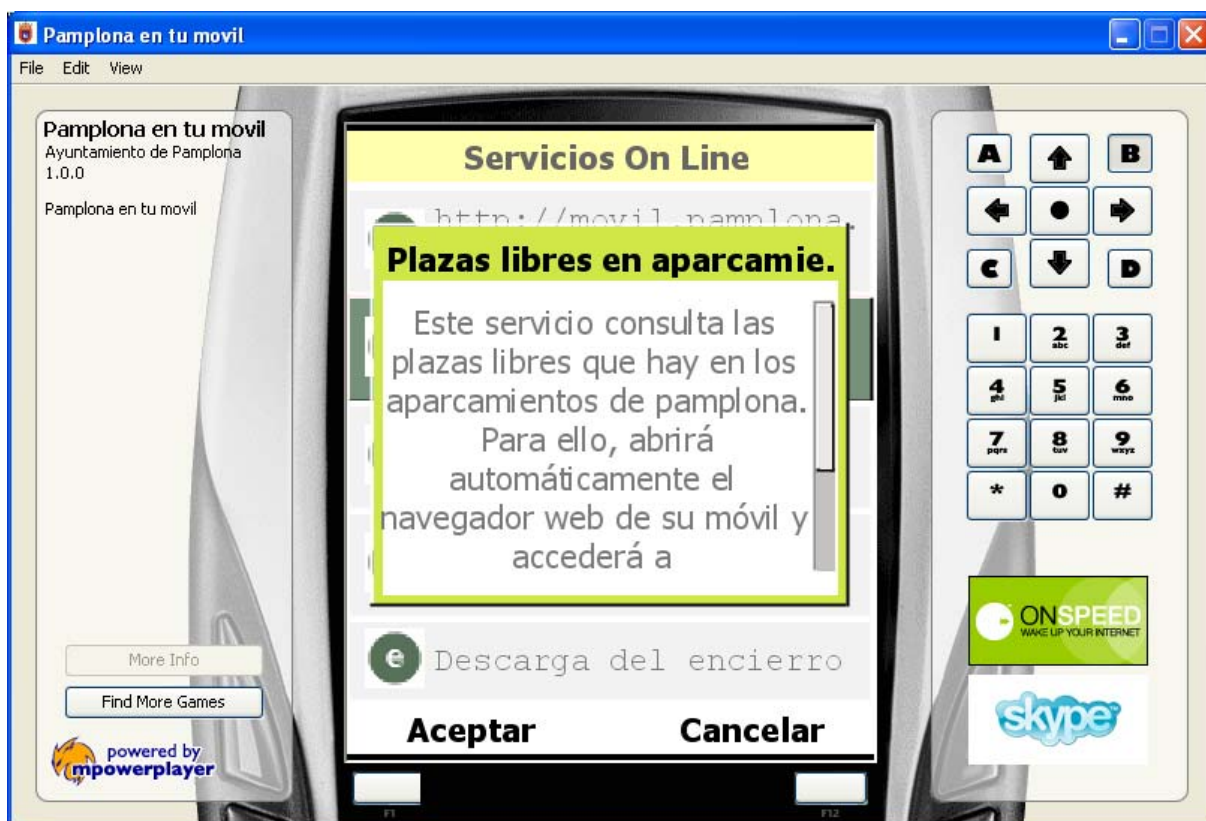 Pamplona en tu movil
File Edit View
Pamplona en tu movil
Ayuntamiento de Pamplona
1.0.0
Pamplona en tu movil
More Info
Find More Games
powered by
mpowerplayer
Servicios On Line
http://movil.pamplona.
Plazas libres en aparcamie.
Este servicio consulta las
plazas libres que hay en los
aparcamientos de pamplona.
Para ello, abrirá
automáticamente el
navegador web de su móvil y
accederá a
e Descarga del encierro
Aceptar Cancelar
F1 F12
A B
C D
1 2 abc 3 def
4 ghi 5 jkl 6 mno
7 pqrs 8 tuv 9 wxyz
* 0 #
ONSPEED
WAKE UP YOUR INTERNET
skype